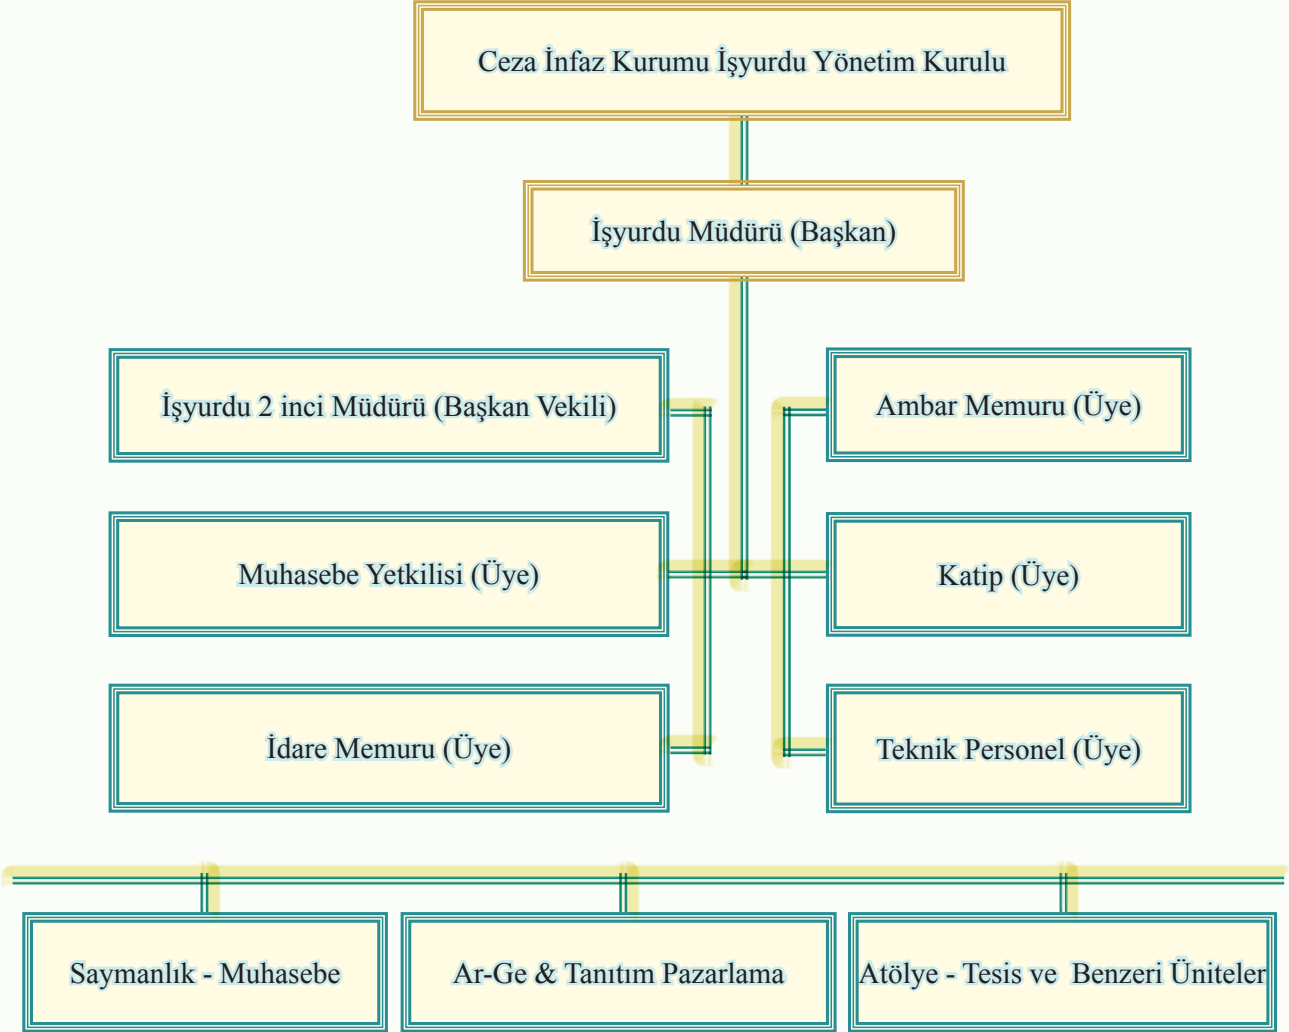 Ceza İnfaz Kurumu İşyurdu Yönetim Kurulu
İşyurdu Müdürü (Başkan)
İşyurdu 2 inci Müdürü (Başkan Vekili)
Ambar Memuru (Üye)
Muhasebe Yetkilisi (Üye)
Katip (Üye)
İdare Memuru (Üye)
Teknik Personel (Üye)
Saymanlık - Muhasebe
Ar-Ge & Tanıtım Pazarlama
Atölye - Tesis ve Benzeri Üniteler